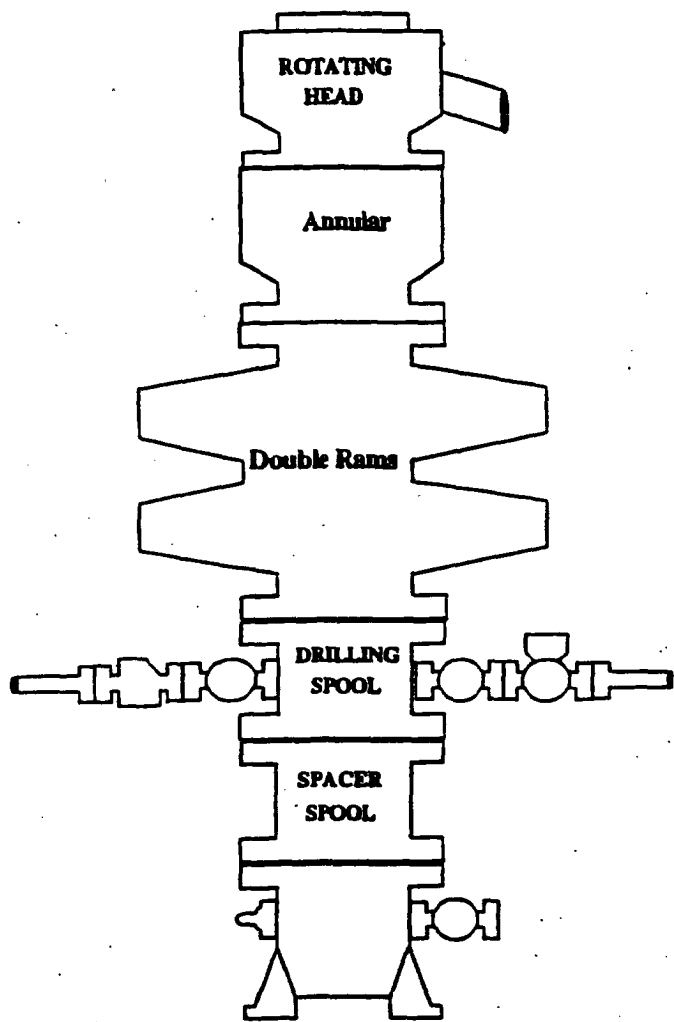 ROTATING
HEAD
Annular
Double Rams
DRILLING
SPOOL
SPACER
SPOOL